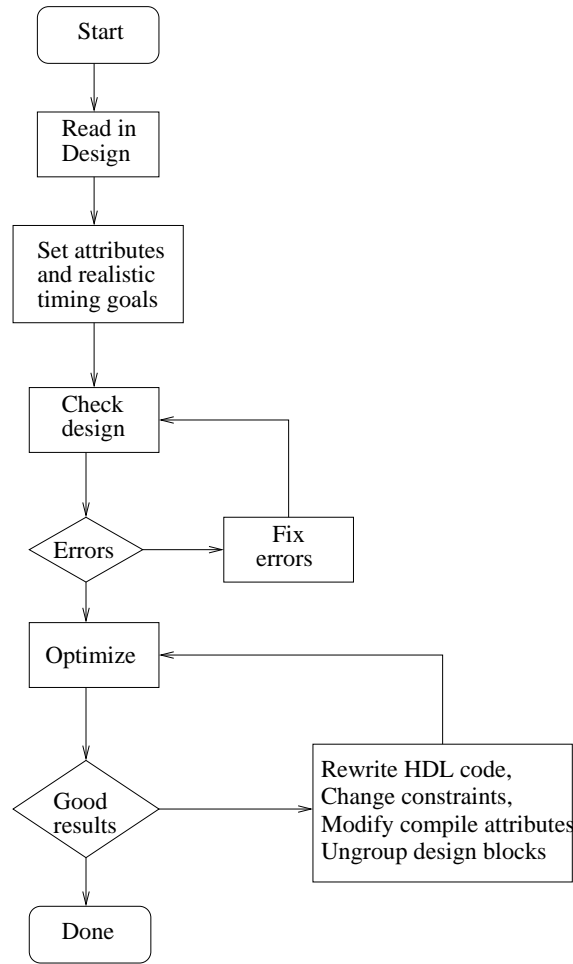 Start
Read in
Design
Set attributes
and realistic
timing goals
Check
design
Errors
Fix
errors
Optimize
Good
results
Rewrite HDL code,
Change constraints,
Modify compile attributes
Ungroup design blocks
Done